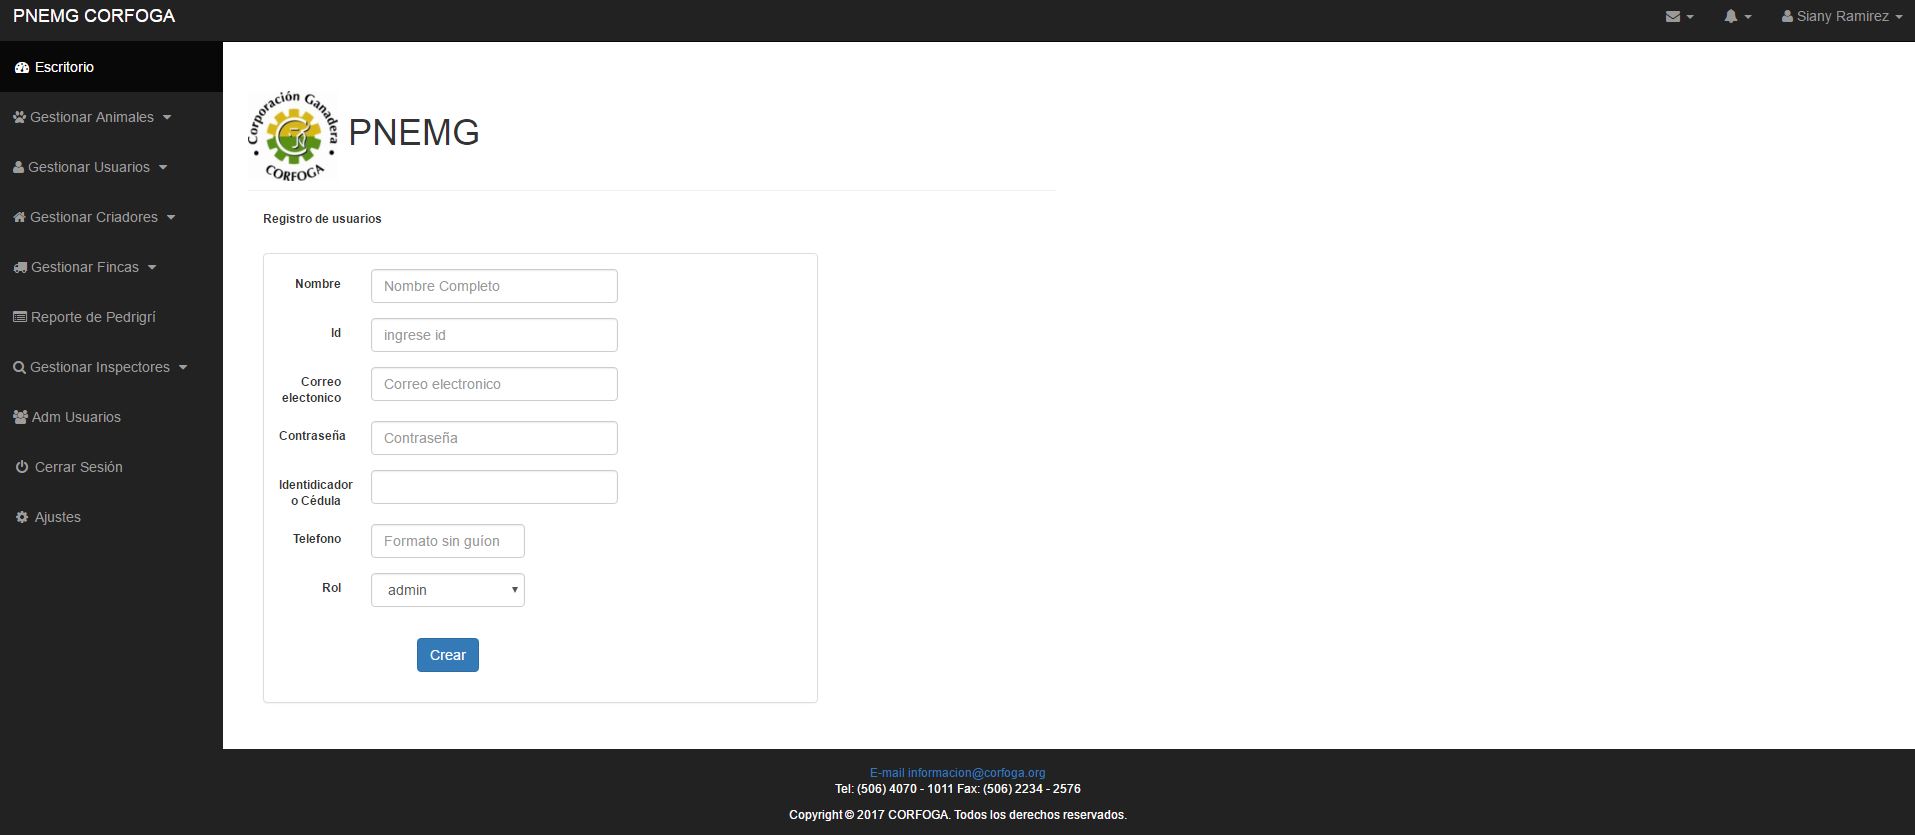 PNEMG CORFOGA
Siany Ramirez
Escritorio
Gestionar Animales
Gestionar Usuarios
Gestionar Criadores
Gestionar Fincas
Reporte de Pedrigrí
Gestionar Inspectores
Adm Usuarios
Cerrar Sesión
Ajustes
Corporación Ganadera
CORFOGA
PNEMG
Registro de usuarios
Nombre
Nombre Completo
Id
ingrese id
Correo
electonico
Correo electronico
Contraseña
Contraseña
Identidicador
o Cédula
Telefono
Formato sin guíon
Rol
admin
Crear
E-mail informacion@corfoga.org
Tel: (506) 4070 - 1011 Fax: (506) 2234 - 2576
Copyright © 2017 CORFOGA. Todos los derechos reservados.